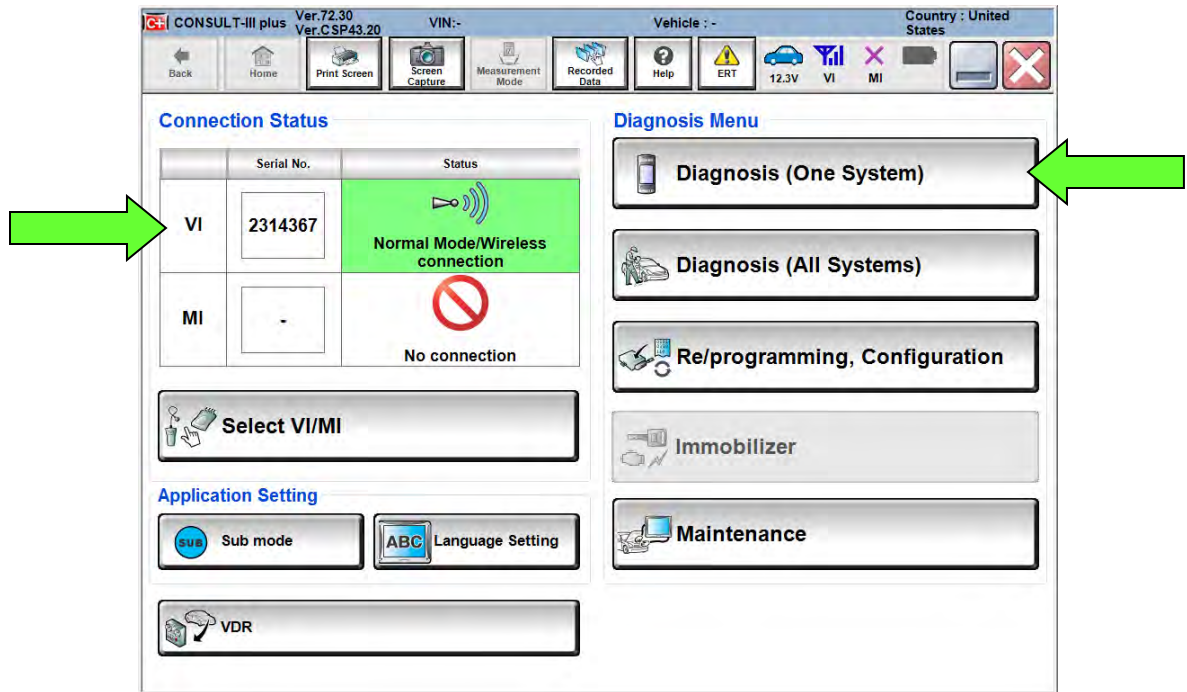 C+ CONSULT-III plus Ver.72.30 VIN:- Vehicle : - Country : United
Ver.CSP43.20 States
Back Home Print Screen Screen Capture Measurement Mode Recorded Data Help ERT 12.3V VI MI
Connection Status
Serial No. Status
VI 2314367 Normal Mode/Wireless
connection
MI - No connection
Select VI/MI
Application Setting
SUB Sub mode ABC Language Setting
VDR
Diagnosis Menu
Diagnosis (One System)
Diagnosis (All Systems)
Re/programming, Configuration
Immobilizer
Maintenance